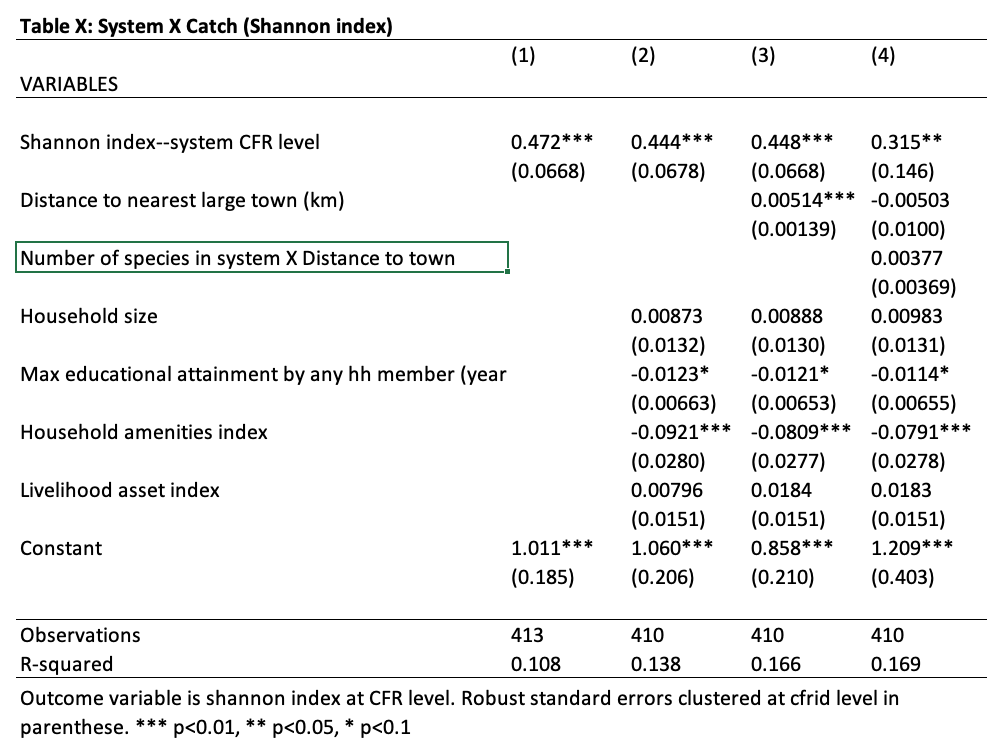 Table X: System X Catch (Shannon index)
(1) (2) (3) (4)
VARIABLES
Shannon index--system CFR level 0.472*** 0.444*** 0.448*** 0.315**
(0.0668) (0.0678) (0.0668) (0.146)
Distance to nearest large town (km) 0.00514*** -0.00503
(0.00139) (0.0100)
Number of species in system X Distance to town 0.00377
(0.00369)
Household size 0.00873 0.00888 0.00983
(0.0132) (0.0130) (0.0131)
Max educational attainment by any hh member (year -0.0123* -0.0121* -0.0114*
(0.00663) (0.00653) (0.00655)
Household amenities index -0.0921*** -0.0809*** -0.0791***
(0.0280) (0.0277) (0.0278)
Livelihood asset index 0.00796 0.0184 0.0183
(0.0151) (0.0151) (0.0151)
Constant 1.011*** 1.060*** 0.858*** 1.209***
(0.185) (0.206) (0.210) (0.403)
Observations 413 410 410 410
R-squared 0.108 0.138 0.166 0.169
Outcome variable is shannon index at CFR level. Robust standard errors clustered at cfrid level in
parenthese. *** p<0.01, ** p<0.05, * p<0.1